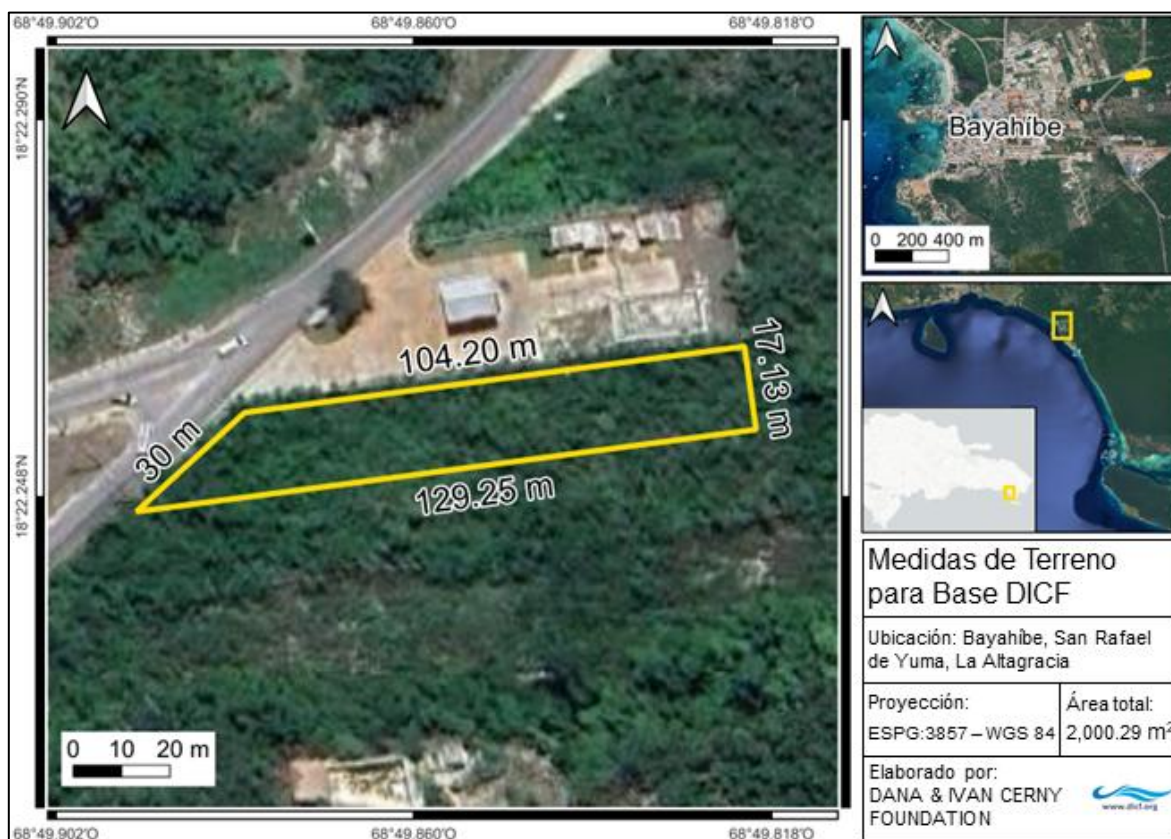 68°49.902'O
68°49.860'O
68°49.818'O
18°22.290'N
18°22.248'N
104.20 m
17.13 m
30 m
129.25 m
0 10 20 m
68°49.902'O
68°49.860'O
68°49.818'O
Bayahíbe
0 200 400 m
Medidas de Terreno
para Base DICF
Ubicación: Bayahíbe, San Rafael
de Yuma, La Altagracia
Proyección:
ESPG:3857 – WGS 84
Área total:
2,000.29 m²
Elaborado por:
DANA & IVAN CERNY
FOUNDATION
www.dicf.org